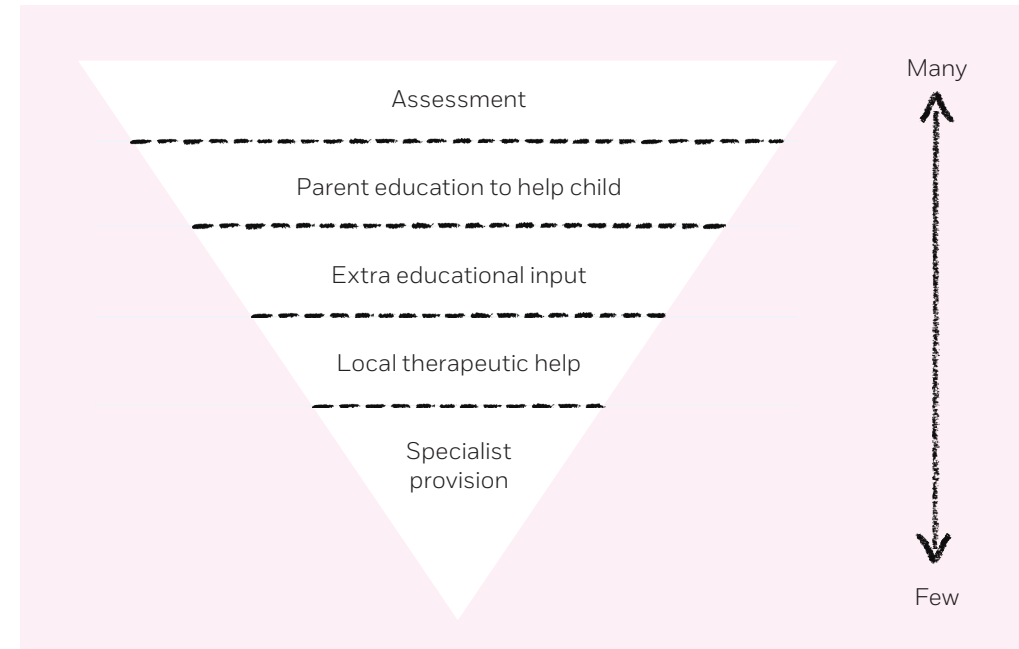 Many
Assessment
Parent education to help child
Extra educational input
Local therapeutic help
Specialist
provision
Few